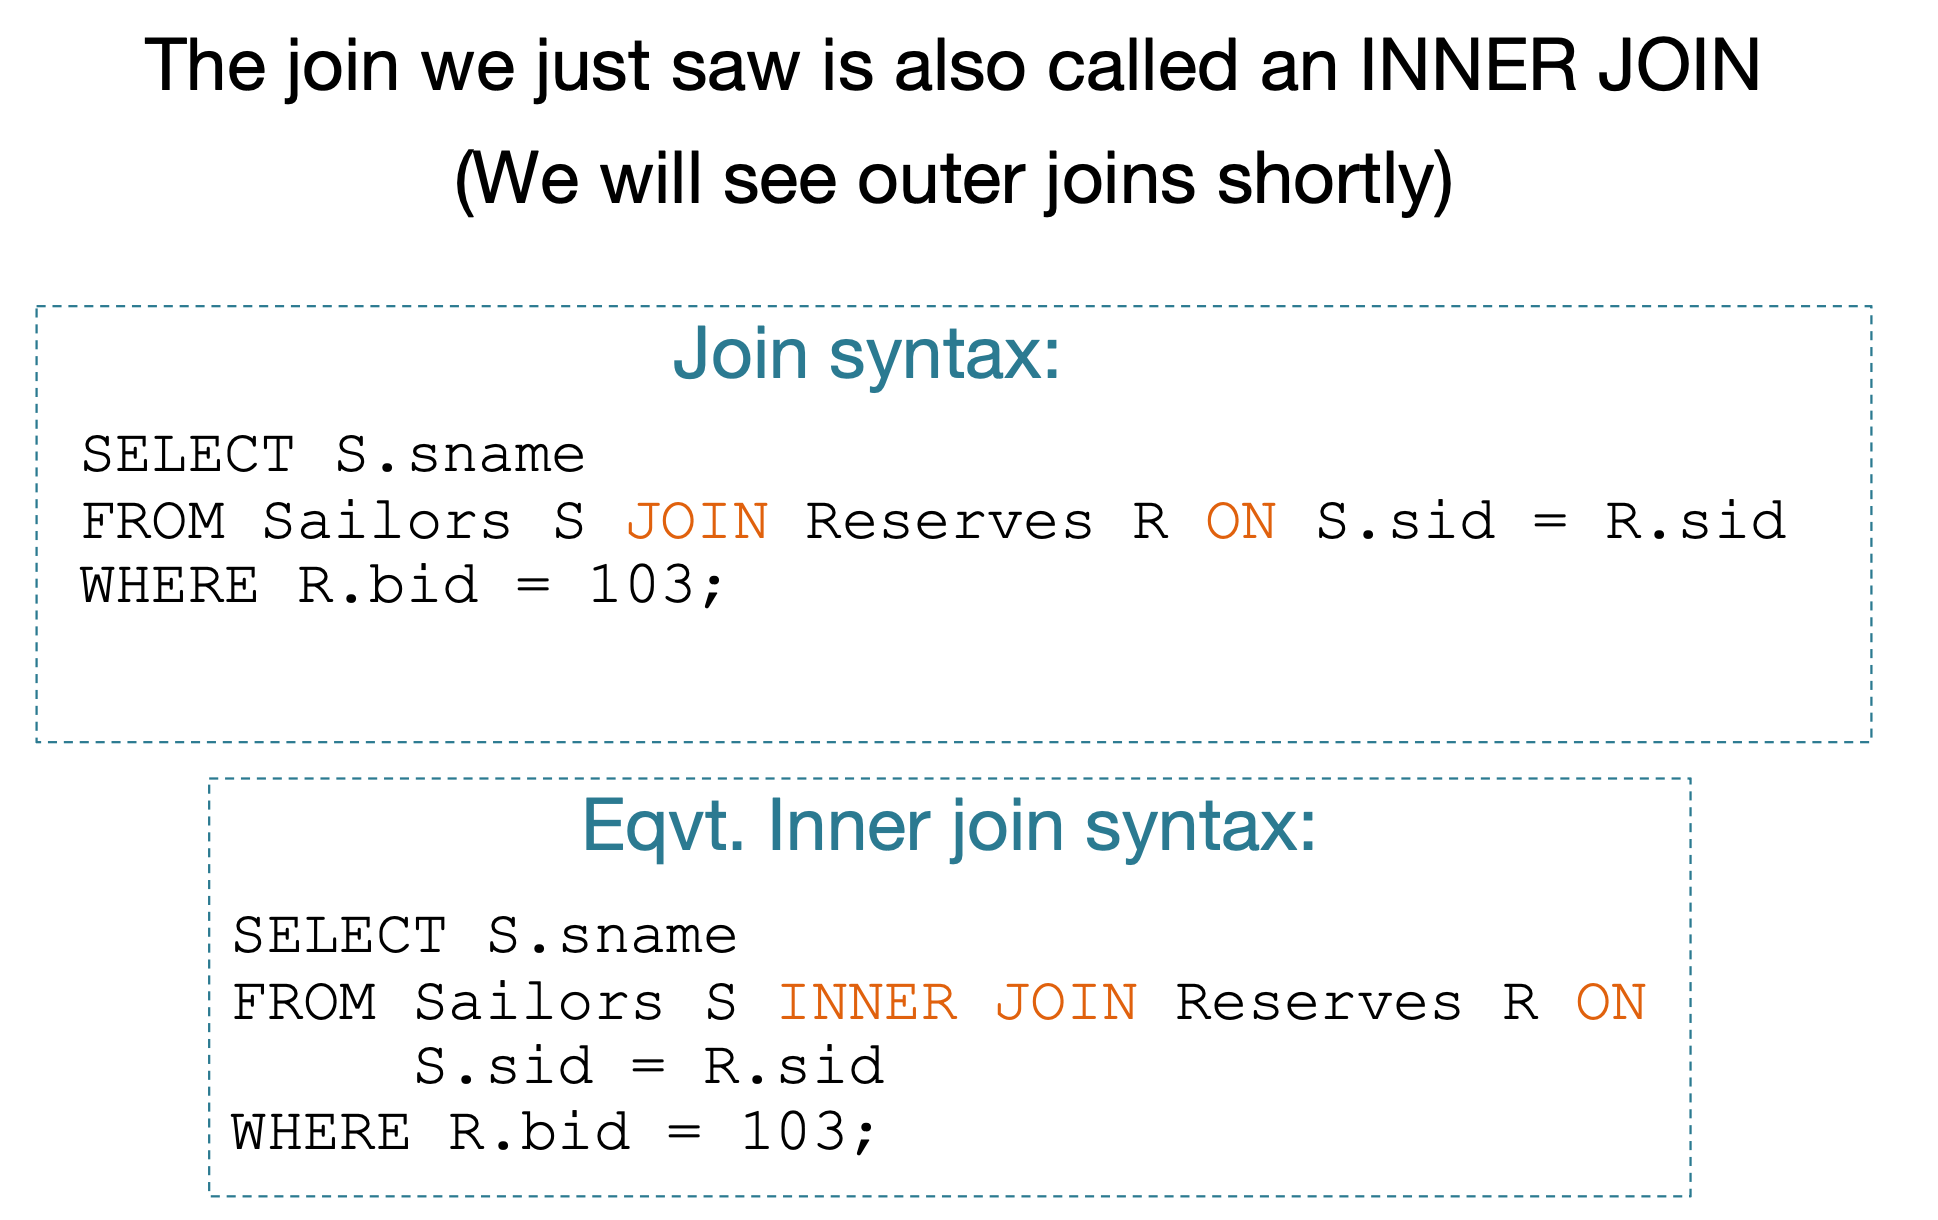 The join we just saw is also called an INNER JOIN
(We will see outer joins shortly)
Join syntax:
SELECT S.sname
FROM Sailors S JOIN Reserves R ON S.sid = R.sid
WHERE R.bid = 103;
Eqvt. Inner join syntax:
SELECT S.sname
FROM Sailors S INNER JOIN Reserves R ON
S.sid = R.sid
WHERE R.bid = 103;